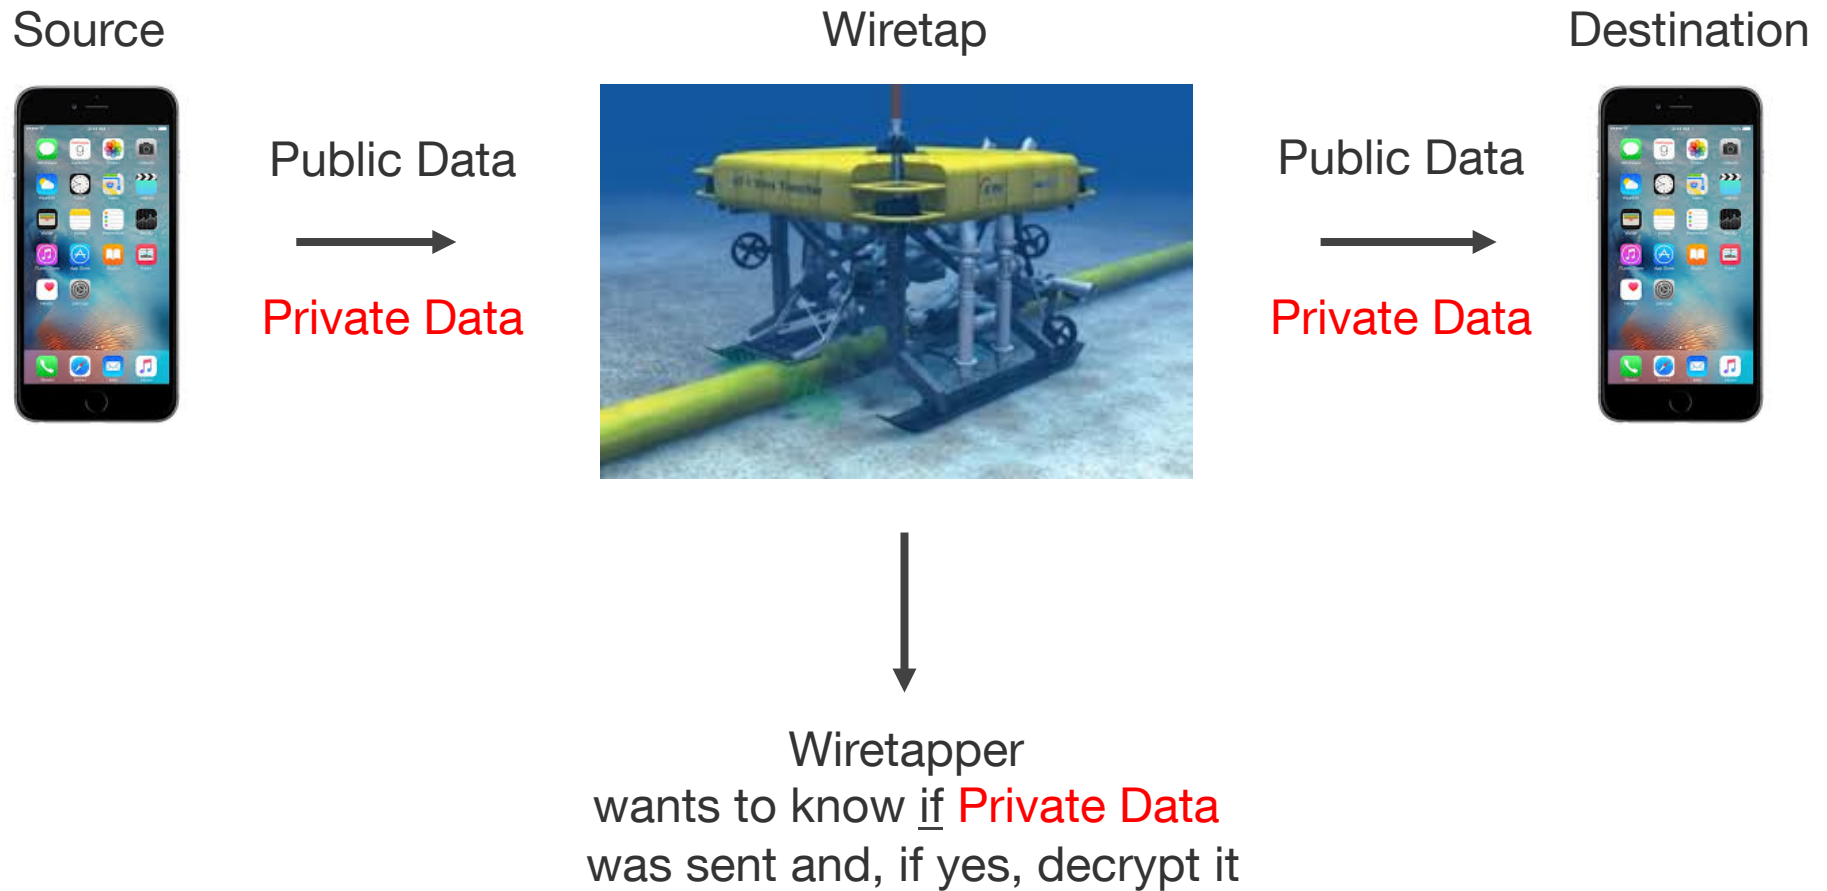 Source
Wiretap
Destination
Public Data
Private Data
Public Data
Private Data
Wiretapper
wants to know if Private Data
was sent and, if yes, decrypt it